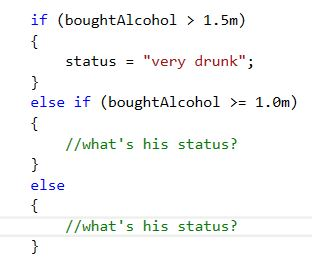 if (boughtAlcohol > 1.5m)
{
    status = "very drunk";
}
else if (boughtAlcohol >= 1.0m)
{
    //what's his status?
}
else
{
    //what's his status?
}